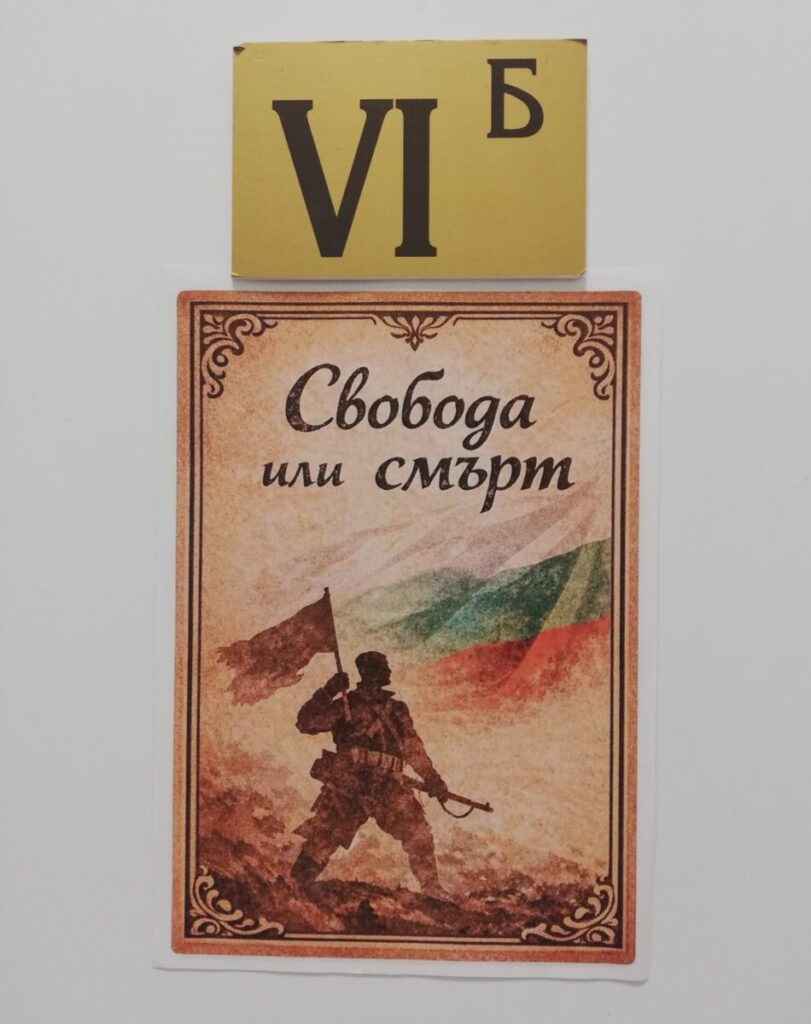 VI Б
Свобода
или смърт